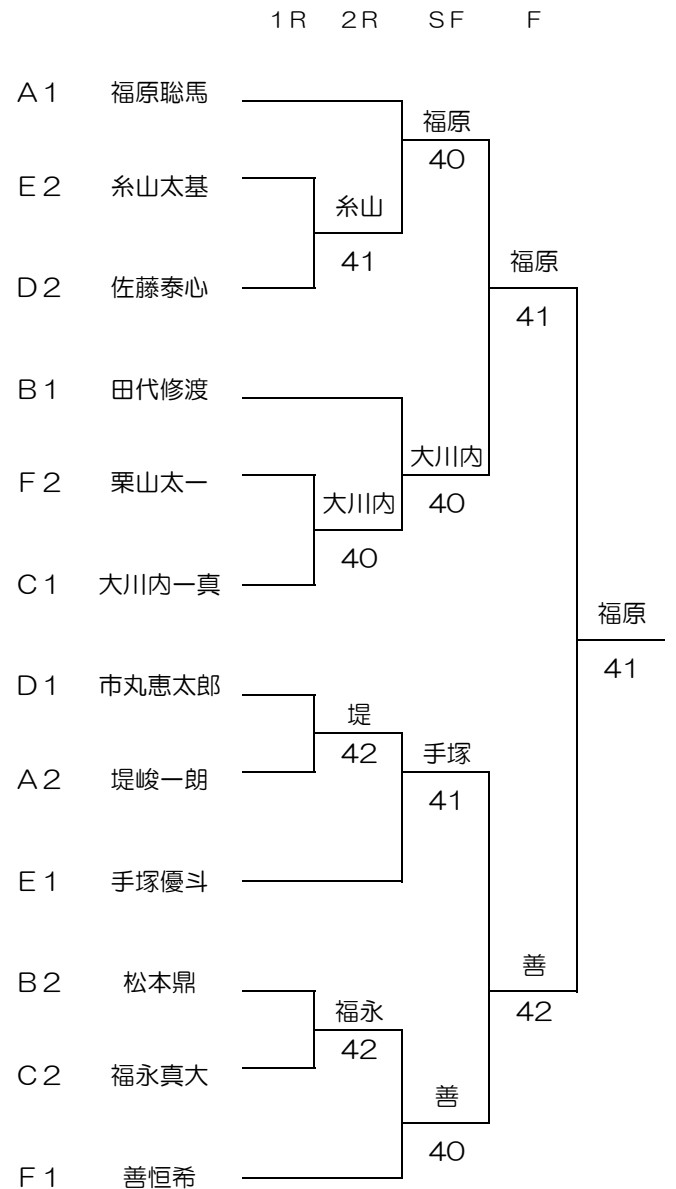 1R 2R SF F
A1 福原聡馬
福原
40
E2 糸山太基
糸山
41
福原
41
D2 佐藤泰心
B1 田代修渡
大川内
40
F2 栗山太一
大川内
40
C1 大川内一真
福原
41
D1 市丸恵太郎
堤
42
手塚
41
A2 堤峻一朗
E1 手塚優斗
善
42
B2 松本鼎
福永
42
C2 福永真大
善
40
F1 善恒希